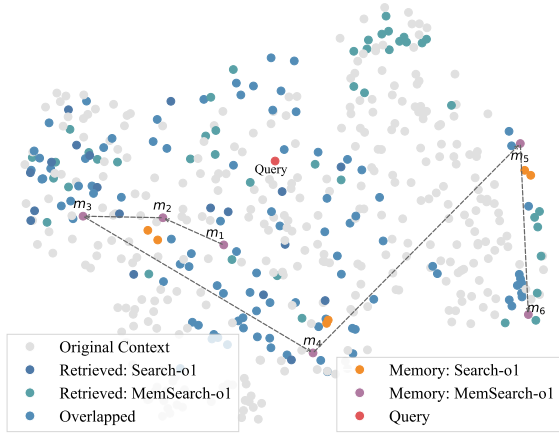 Query
m₃
m₂
m₁
m₅
m₆
m₄
Original Context
Retrieved: Search-o1
Retrieved: MemSearch-o1
Overlapped
Memory: Search-o1
Memory: MemSearch-o1
Query